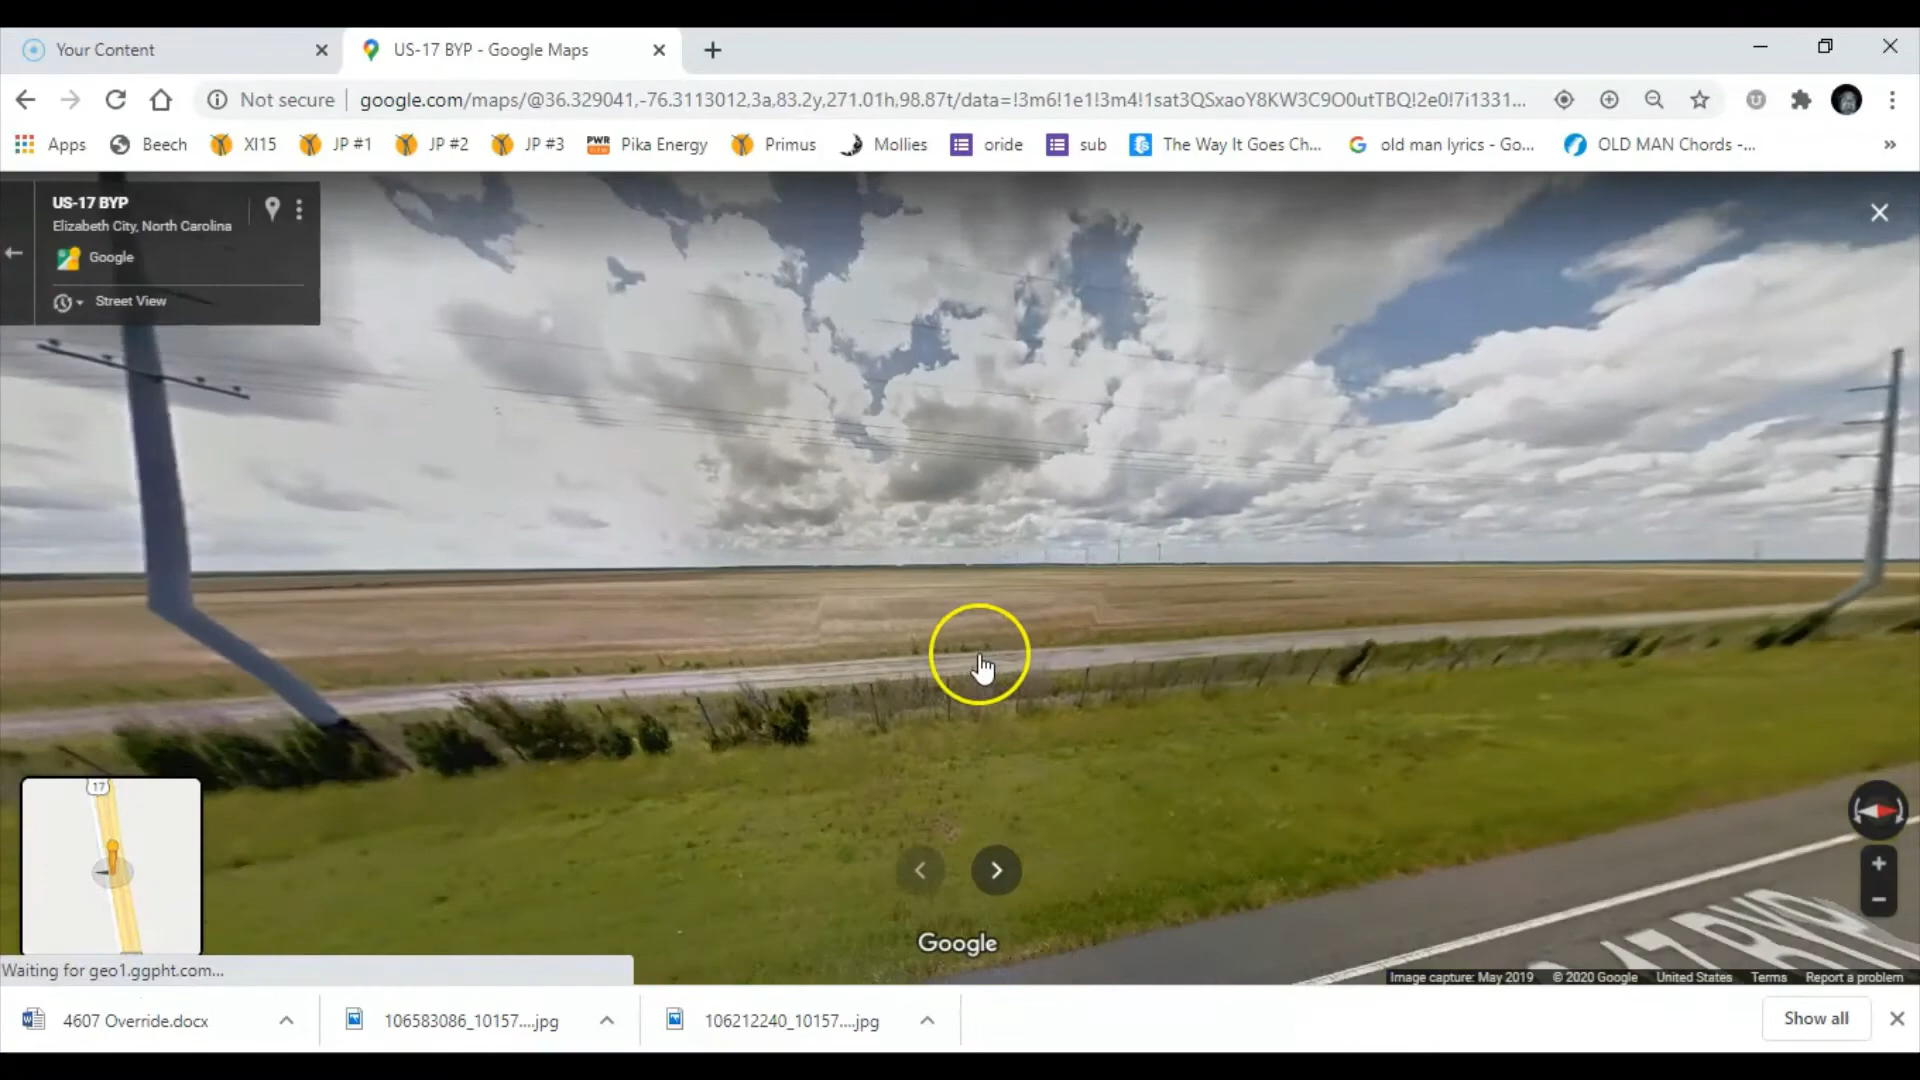 Your Content
US-17 BYP - Google Maps
Not secure
google.com/maps/@36.329041,-76.3113012,3a,83.2y,271.01h,98.87t/data=!3m6!1e1!3m4!1sat3QSxaoY8KW3C9O0utTBQ!2e0!7i1331...
Apps
Beech
XI15
JP #1
JP #2
JP #3
PWR
Pika Energy
Primus
Mollies
oride
sub
The Way It Goes Ch...
old man lyrics - Go...
OLD MAN Chords -...
US-17 BYP
Elizabeth City, North Carolina
Google
Street View
17
17 BYP
Google
Waiting for geo1.ggpht.com...
Image capture: May 2019 © 2020 Google United States Terms Report a problem
4607 Override.docx
106583086_10157....jpg
106212240_10157....jpg
Show all